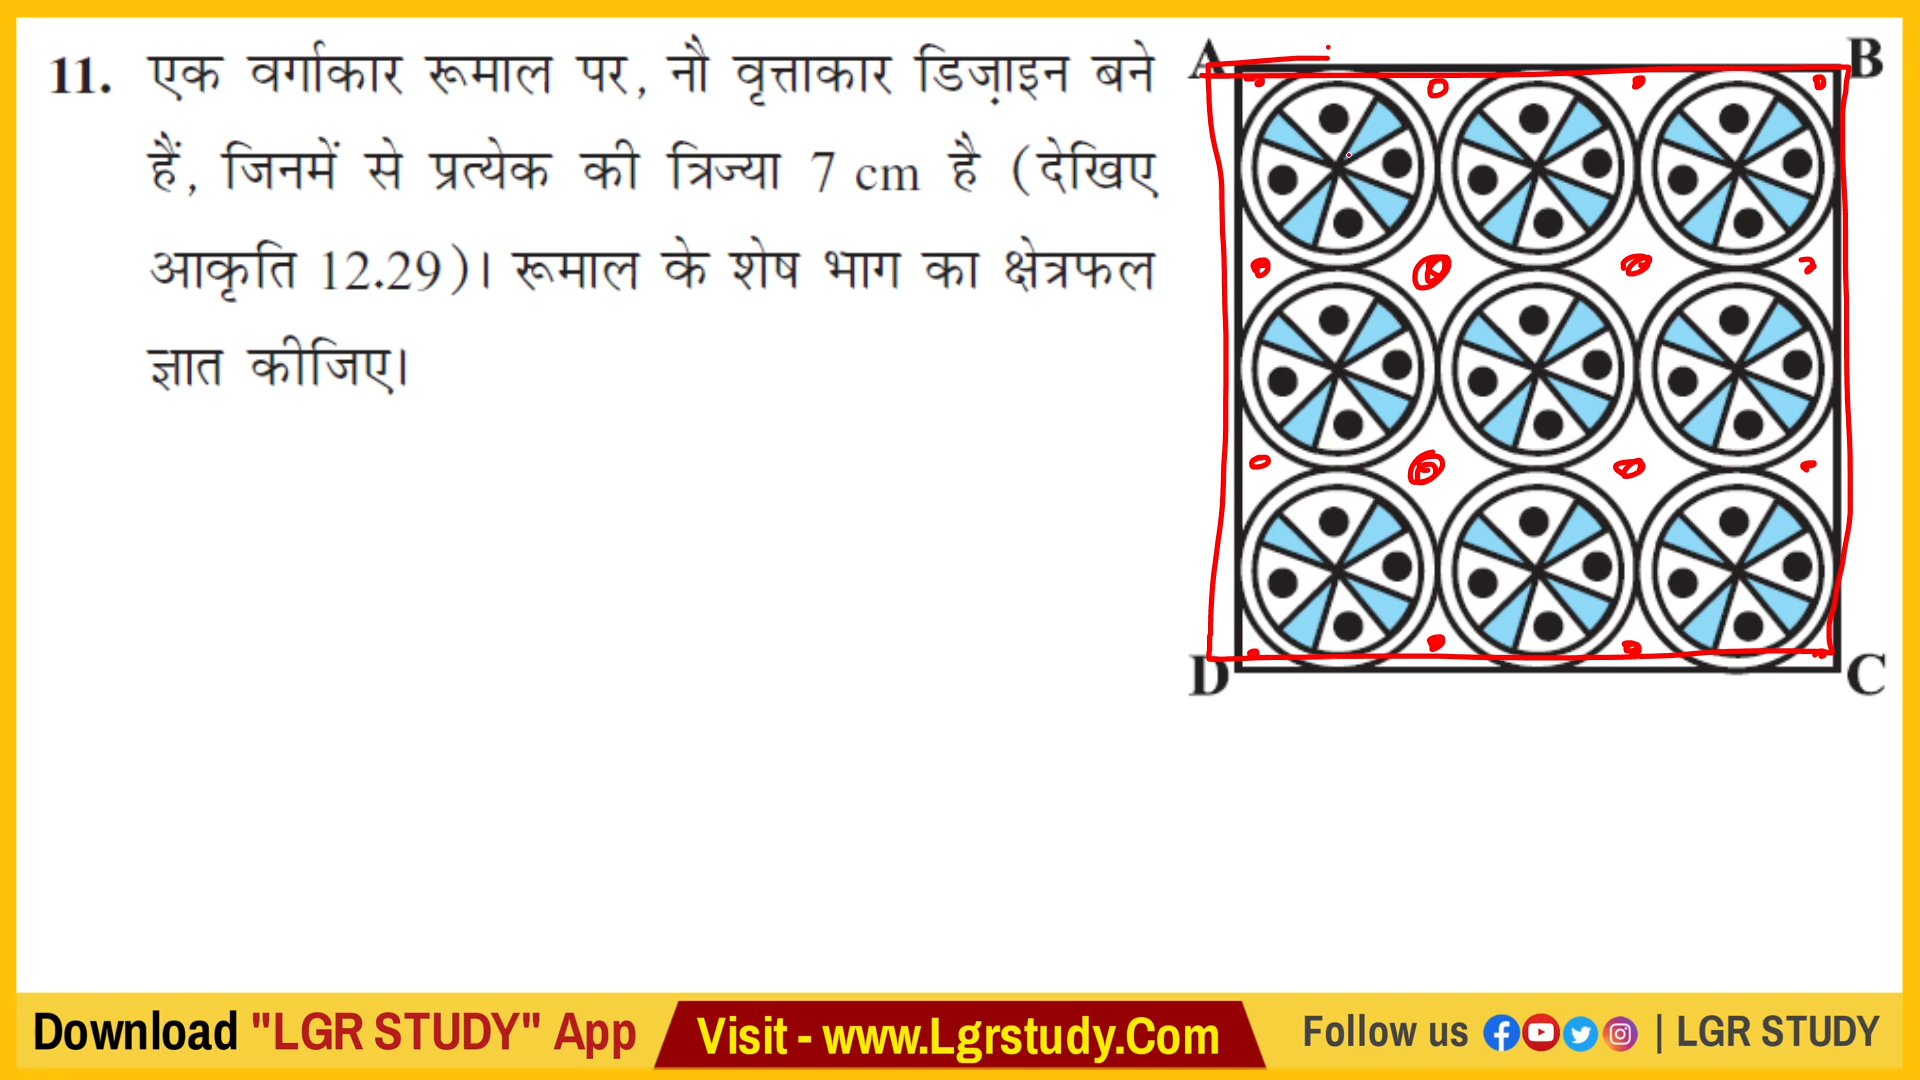 11. एक वर्गाकार रूमाल पर, नौ वृत्ताकार डिज़ाइन बने
हैं, जिनमें से प्रत्येक की त्रिज्या 7 cm है (देखिए
आकृति 12.29)। रूमाल के शेष भाग का क्षेत्रफल
ज्ञात कीजिए।
A
B
D
C
Download "LGR STUDY" App
Visit - www.Lgrstudy.Com
Follow us | LGR STUDY